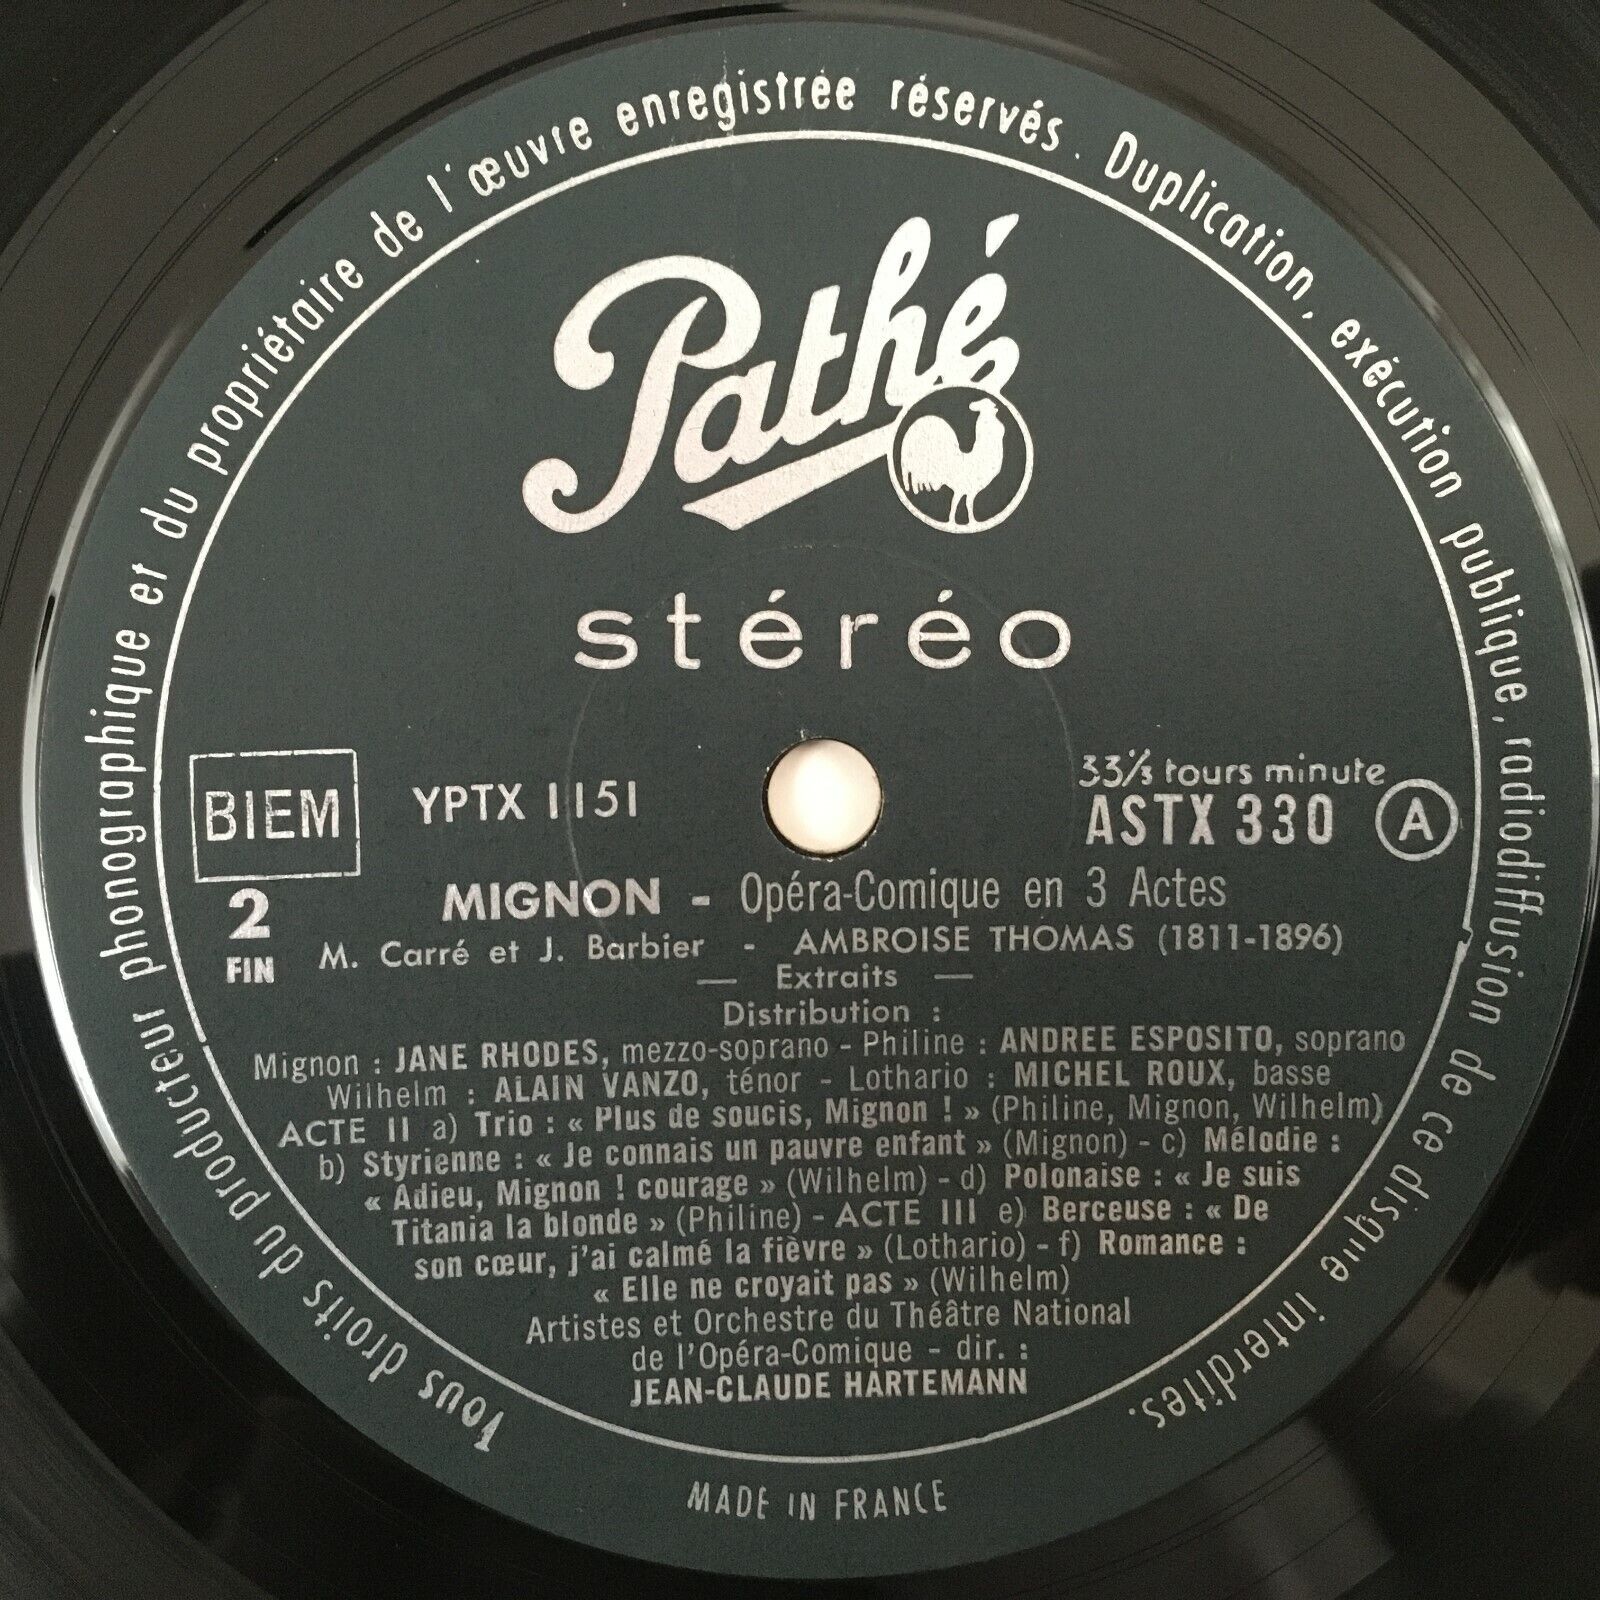 Tous droits du producteur phonographique et du propriétaire de l'œuvre enregistrée réservés. Duplication, exécution publique, radiodiffusion de ce disque interdites.
Pathé
stéréo
BIEM
YPTX 1151
33⅓ tours minute
ASTX 330 A
2
FIN
MIGNON - Opéra-Comique en 3 Actes
M. Carré et J. Barbier - AMBROISE THOMAS (1811-1896)
— Extraits —
Distribution :
Mignon : JANE RHODES, mezzo-soprano - Philine : ANDREE ESPOSITO, soprano
Wilhelm : ALAIN VANZO, ténor - Lothario : MICHEL ROUX, basse
ACTE II a) Trio : « Plus de soucis, Mignon ! » (Philine, Mignon, Wilhelm)
b) Styrienne : « Je connais un pauvre enfant » (Mignon) - c) Mélodie :
« Adieu, Mignon ! courage » (Wilhelm) - d) Polonaise : « Je suis
Titania la blonde » (Philine) - ACTE III e) Berceuse : « De
son cœur, j'ai calmé la fièvre » (Lothario) - f) Romance :
« Elle ne croyait pas » (Wilhelm)
Artistes et Orchestre du Théâtre National
de l'Opéra-Comique - dir. :
JEAN-CLAUDE HARTEMANN
MADE IN FRANCE